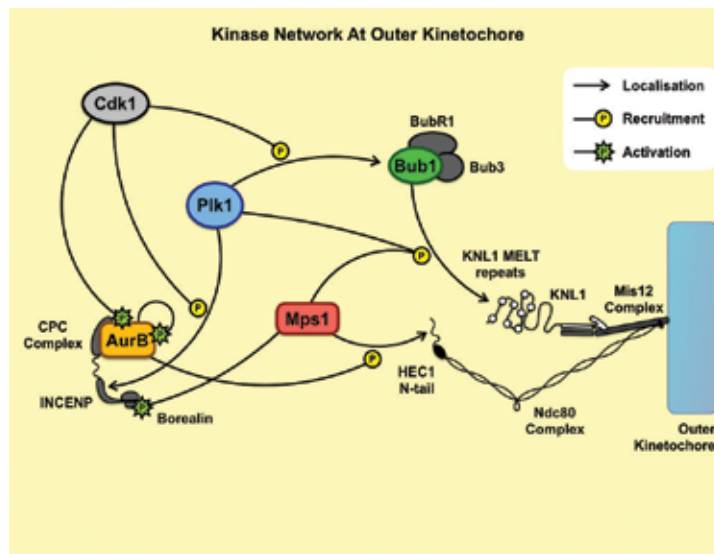 Kinase Network At Outer Kinetochore
Cdk1
BubR1
Bub1
Bub3
Localisation
P Recruitment
P Activation
P
Plk1
P
KNL1 MELT
repeats
KNL1
Mis12
Complex
P
P
P
CPC
Complex
AurB
Mps1
P
HEC1
N-tail
INCENP
P
Borealin
Ndc80
Complex
Outer
Kinetochore